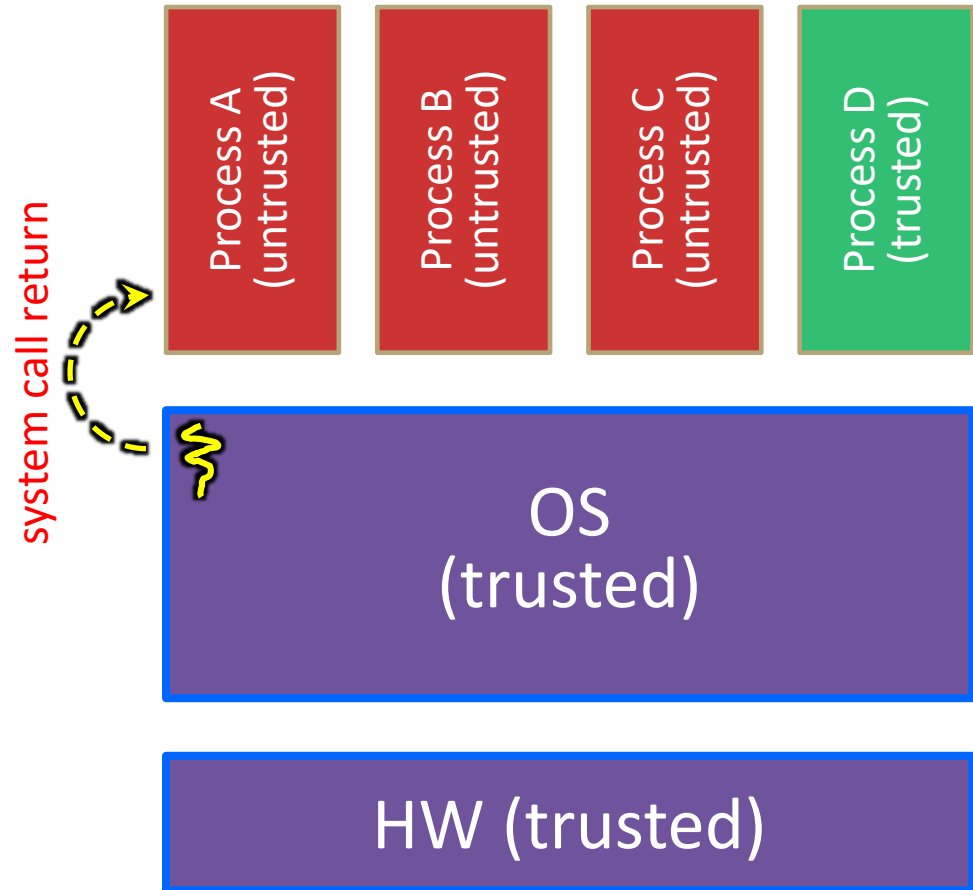 Process A
(untrusted)
Process B
(untrusted)
Process C
(untrusted)
Process D
(trusted)
system call return
OS
(trusted)
HW (trusted)